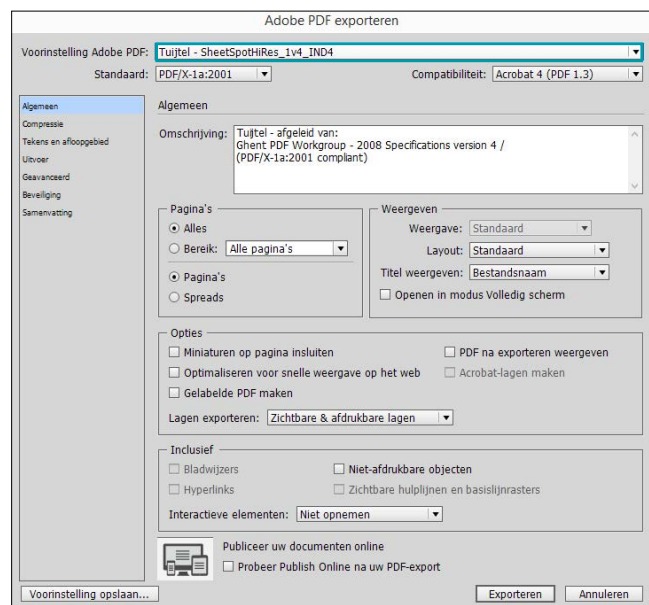 Adobe PDF exporteren
Voorinstelling Adobe PDF: Tuijtel - SheetSpotHiRes_1v4_IND4
Standaard: PDF/X-1a:2001 Compatibiliteit: Acrobat 4 (PDF 1.3)
Algemeen
Compressie
Tekens en afloopgebied
Uitvoer
Geavanceerd
Beveiliging
Samenvatting
Algemeen
Omschrijving: Tuijtel - afgeleid van:
Ghent PDF Workgroup - 2008 Specifications version 4 /
(PDF/X-1a:2001 compliant)
Pagina's
Alles
Bereik: Alle pagina's
Pagina's
Spreads
Weergeven
Weergave: Standaard
Layout: Standaard
Titel weergeven: Bestandsnaam
Openen in modus Volledig scherm
Opties
Miniaturen op pagina insluiten PDF na exporteren weergeven
Optimaliseren voor snelle weergave op het web Acrobat-lagen maken
Gelabelde PDF maken
Lagen exporteren: Zichtbare & afdrukbare lagen
Inclusief
Bladwijzers Niet-afdrukbare objecten
Hyperlinks Zichtbare hulplijnen en basislijnrasters
Interactieve elementen: Niet opnemen
Publiceer uw documenten online
Probeer Publish Online na uw PDF-export
Voorinstelling opslaan... Exporteren Annuleren